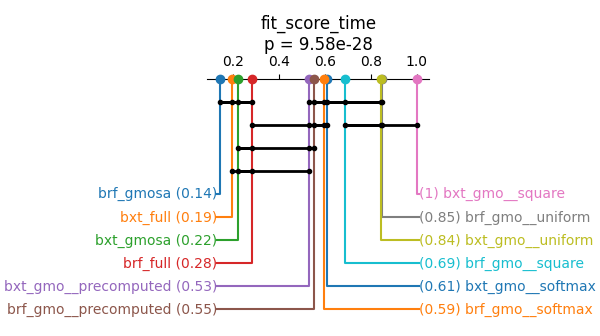 fit_score_time
p = 9.58e-28
0.2 0.4 0.6 0.8 1.0
brf_gmosa (0.14) (1) bxt_gmo__square
bxt_full (0.19) (0.85) brf_gmo__uniform
bxt_gmosa (0.22) (0.84) bxt_gmo__uniform
brf_full (0.28) (0.69) brf_gmo__square
bxt_gmo__precomputed (0.53) (0.61) bxt_gmo__softmax
brf_gmo__precomputed (0.55) (0.59) brf_gmo__softmax